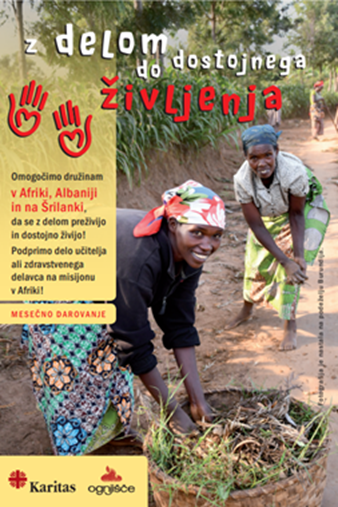 z delom
do dostojnega
življenja
Omogočimo družinam
v Afriki, Albaniji
in na Šrilanki,
da se z delom preživijo
in dostojno živijo!
Podprimo delo učitelja
ali zdravstvenega
delavca na misijonu
v Afriki!
MESEČNO DAROVANJE
Karitas
ognjišče